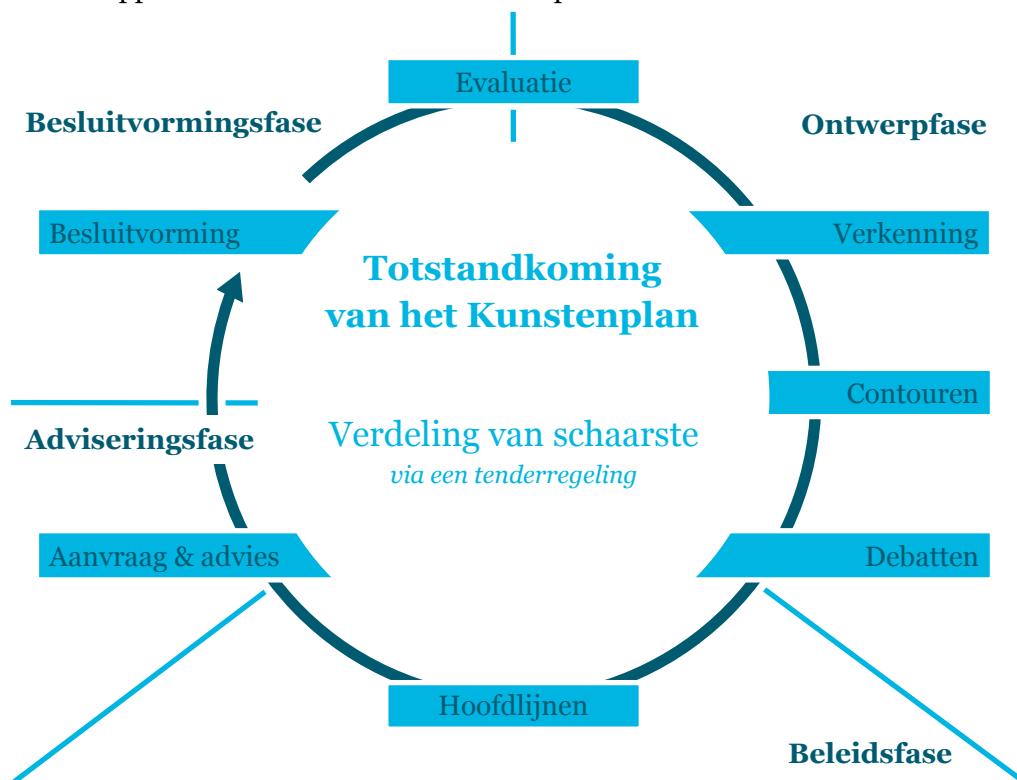 Evaluatie
Besluitvormingsfase
Ontwerpfase
Besluitvorming
Verkenning
Totstandkoming
van het Kunstenplan
Contouren
Adviseringsfase
Verdeling van schaarste
via een tenderregeling
Aanvraag & advies
Debatten
Hoofdlijnen
Beleidsfase